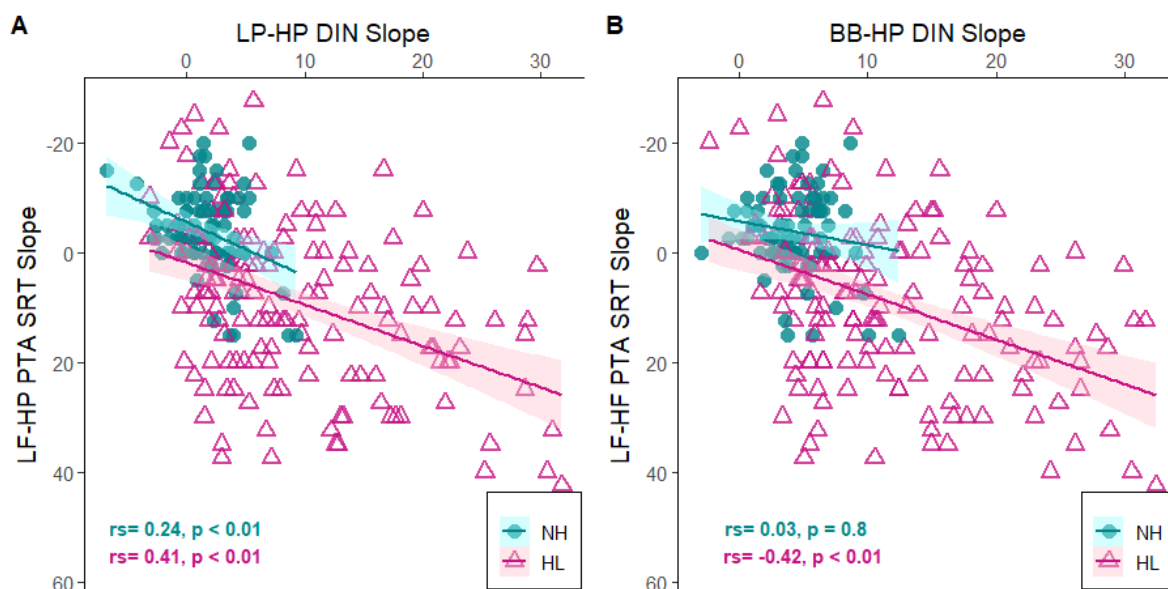 A
LP-HP DIN Slope
0 10 20 30
LF-HP PTA SRT Slope
-20
0
20
40
60
rs= 0.24, p < 0.01
rs= 0.41, p < 0.01
NH
HL
B
BB-HP DIN Slope
0 10 20 30
LF-HF PTA SRT Slope
-20
0
20
40
60
rs= 0.03, p = 0.8
rs= -0.42, p < 0.01
NH
HL